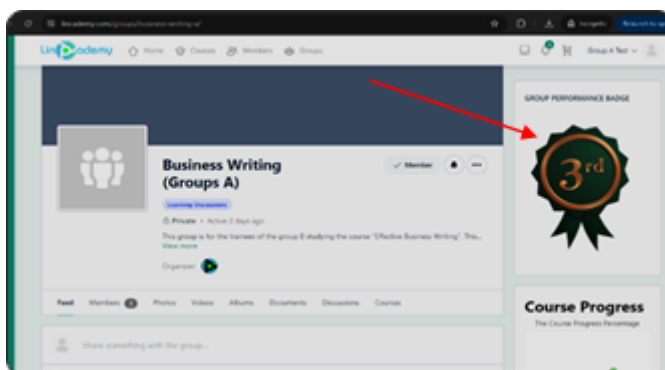 lincademy.com/groups/business-writing-a/
Incognito
LinCademy
Home
Courses
Members
Groups
Group A Test
GROUP PERFORMANCE BADGE
3rd
Business Writing
(Groups A)
Member
Learning Discussions
Private • Active 2 days ago
This group is for the trainees of the group B studying the course "Effective Business Writing". This...
View more
Organizer:
Feed
Members
Photos
Videos
Albums
Documents
Discussions
Courses
Share something with the group...
Course Progress
The Course Progress Percentage